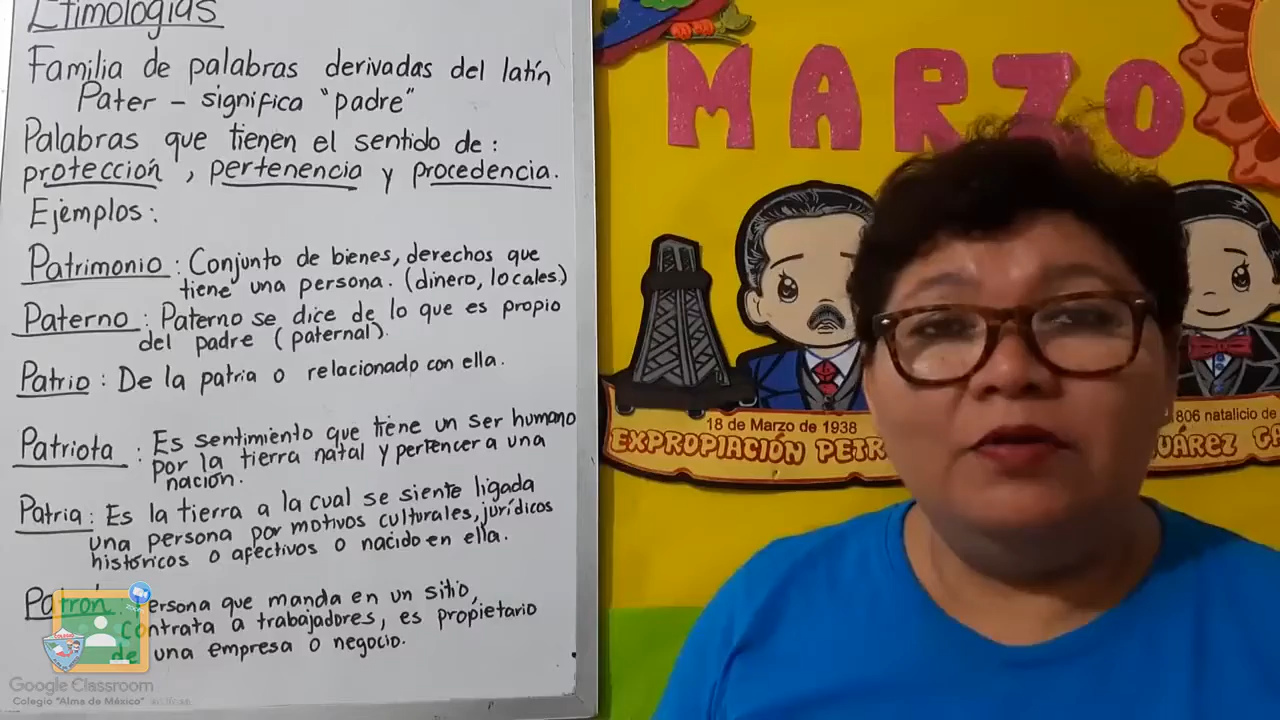 Etimologías
Familia de palabras derivadas del latín
Pater - significa "padre"
Palabras que tienen el sentido de:
protección, pertenencia y procedencia.
Ejemplos:
Patrimonio: Conjunto de bienes, derechos que
tiene una persona. (dinero, locales)
Paterno: Paterno se dice de lo que es propio
del padre (paternal).
Patrio: De la patria o relacionado con ella.
Patriota: Es sentimiento que tiene un ser humano
por la tierra natal y pertencer a una
nación.
Patria: Es la tierra a la cual se siente ligada
una persona por motivos culturales, jurídicos
históricos o afectivos o nacido en ella.
Patrón: Persona que manda en un sitio,
contrata a trabajadores, es propietario
de una empresa o negocio.
Google Classroom
Colegio "Alma de México"
MARZO
18 de Marzo de 1938
EXPROPIACIÓN PETR
806 natalicio de